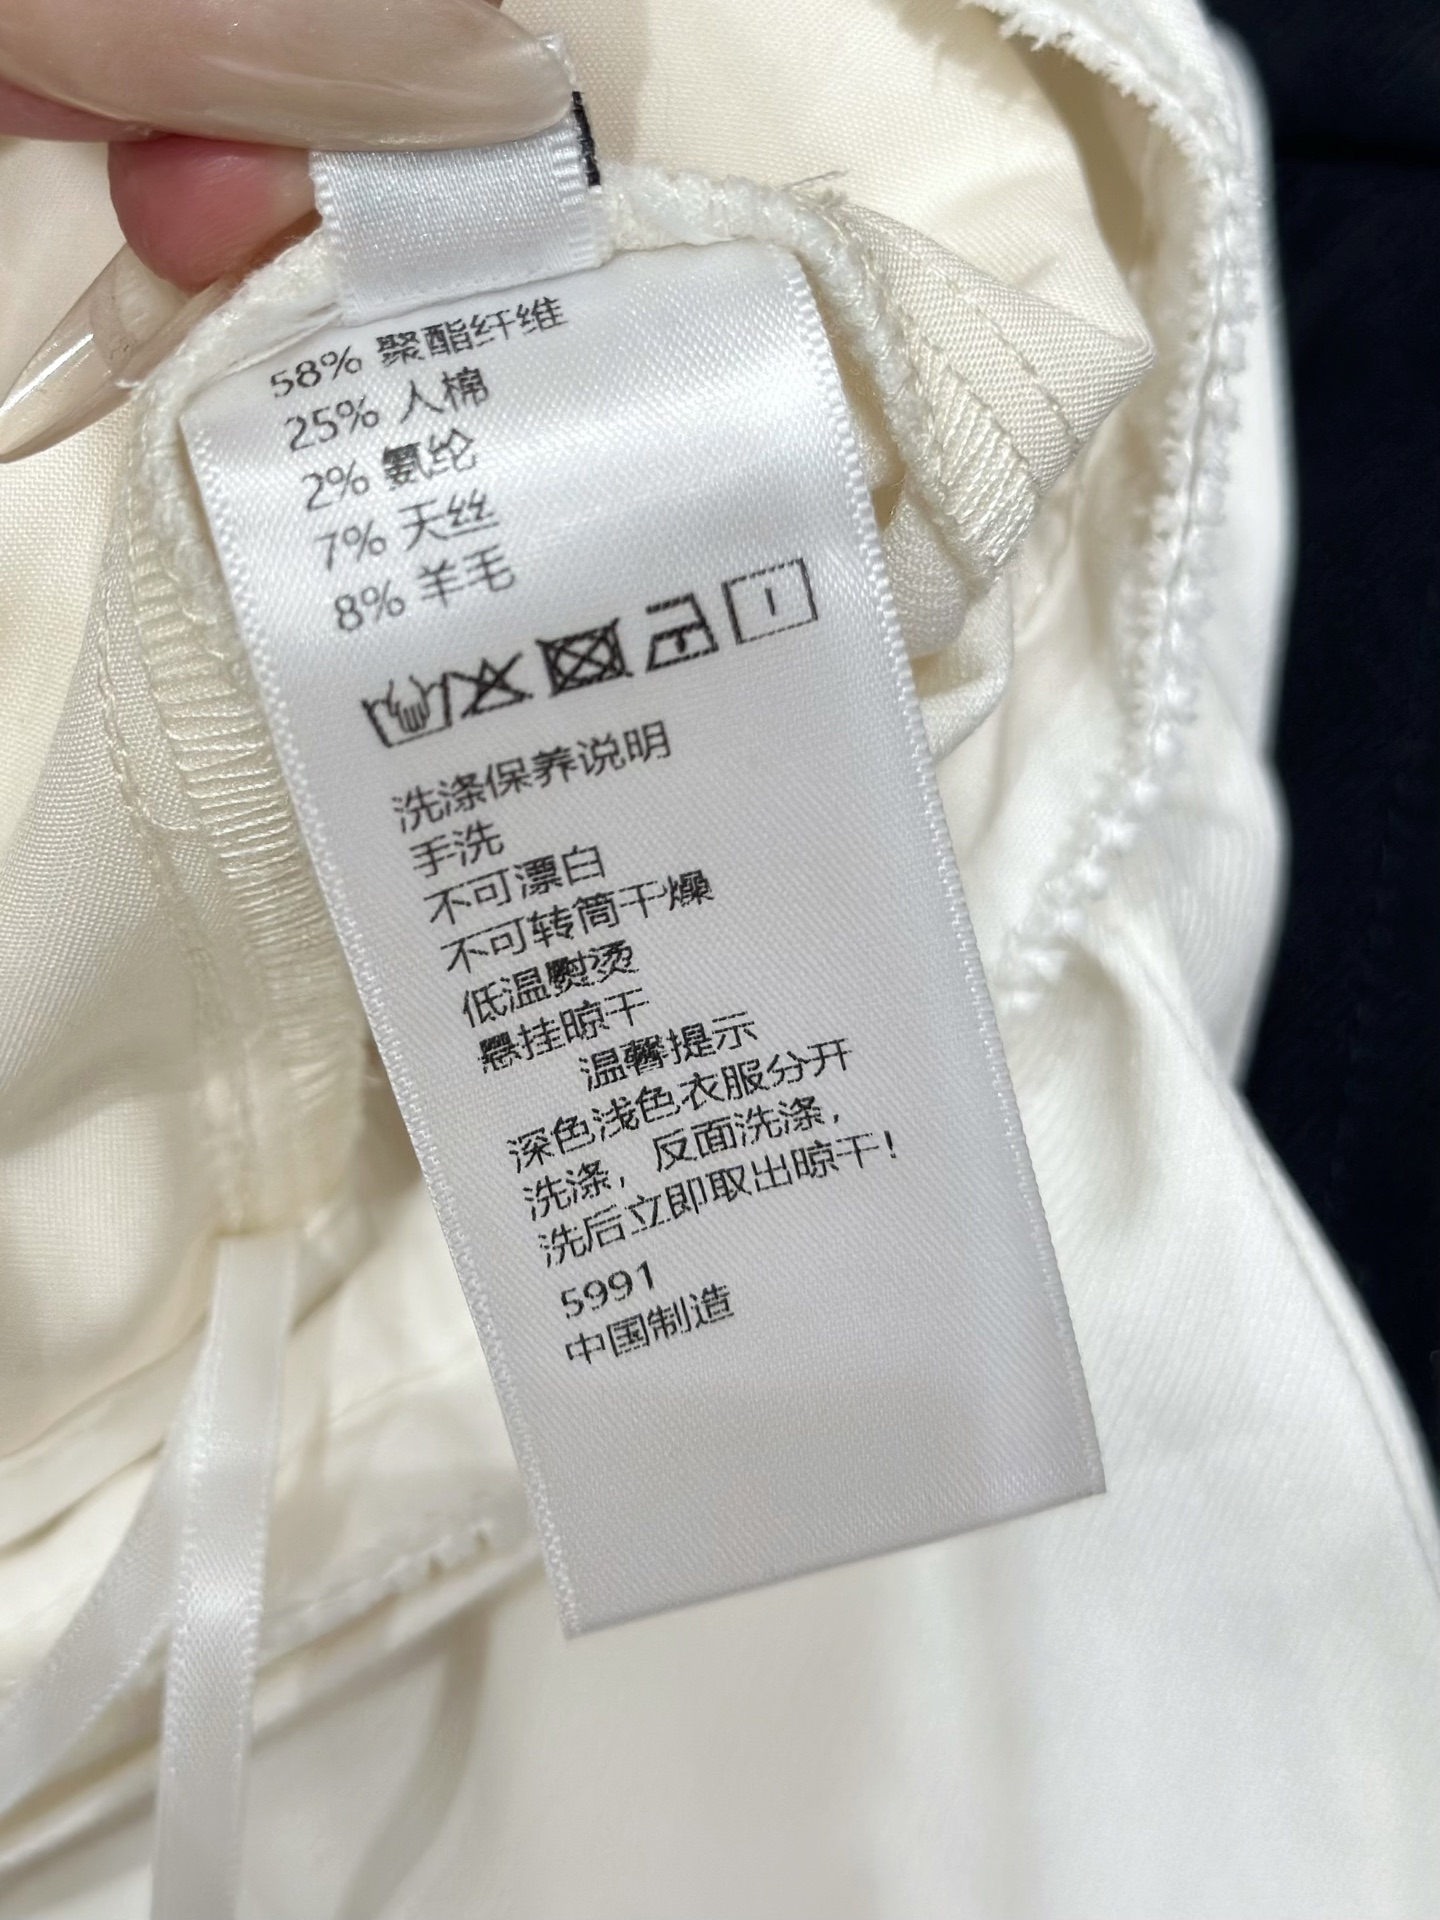 58% 聚酯纤维
25% 人棉
2% 氨纶
7% 天丝
8% 羊毛
洗涤保养说明
手洗
不可漂白
不可转筒干燥
低温熨烫
悬挂晾干
温馨提示
深色浅色衣服分开
洗涤，反面洗涤，
洗后立即取出晾干！
5991
中国制造